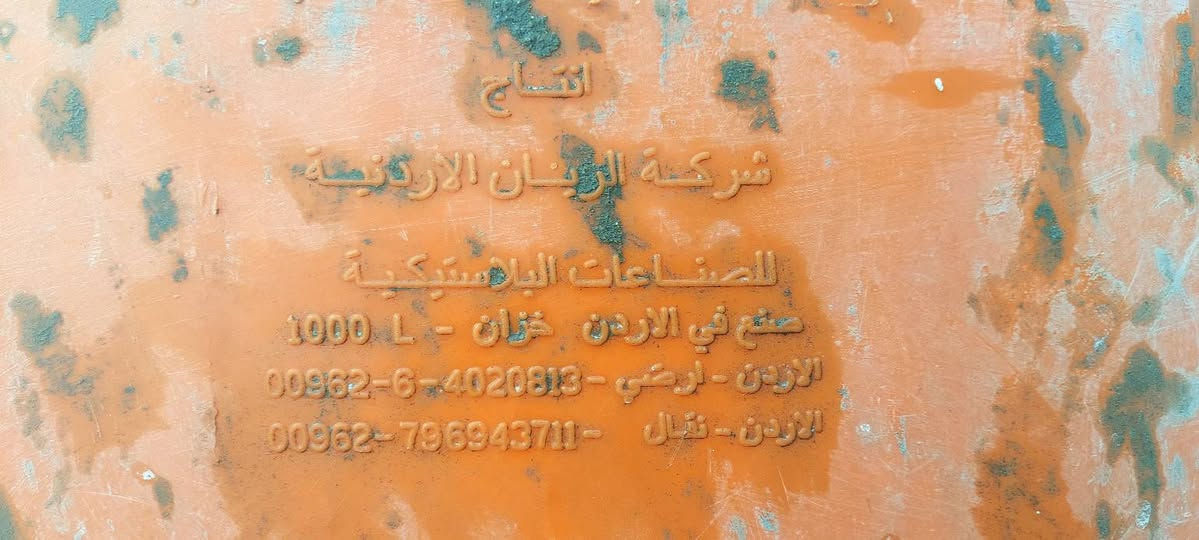 انتاج
شركة الريان الاردنية
للصناعات البلاستيكية
صنع في الاردن خزان - 1000 L
الاردن - ارضي - 00962-6-4020813
الاردن - نقال - 00962-796943711